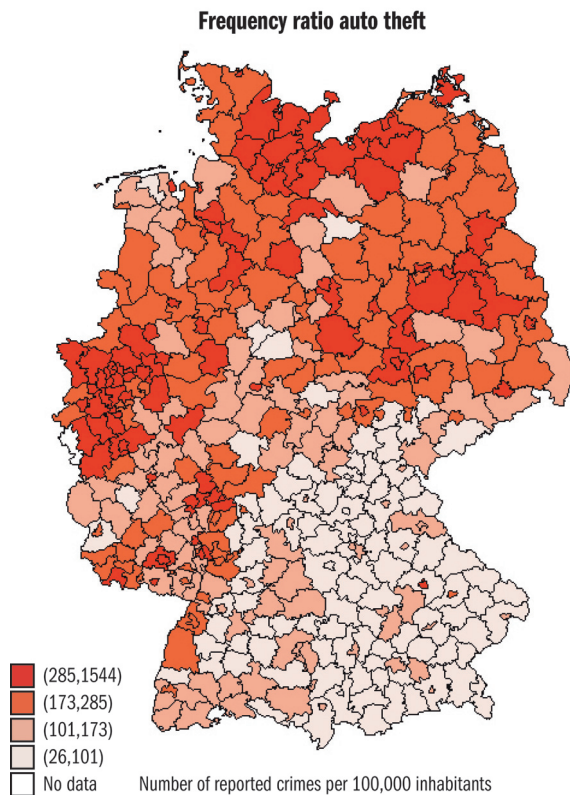 Frequency ratio auto theft
(285,1544)
(173,285)
(101,173)
(26,101)
No data
Number of reported crimes per 100,000 inhabitants